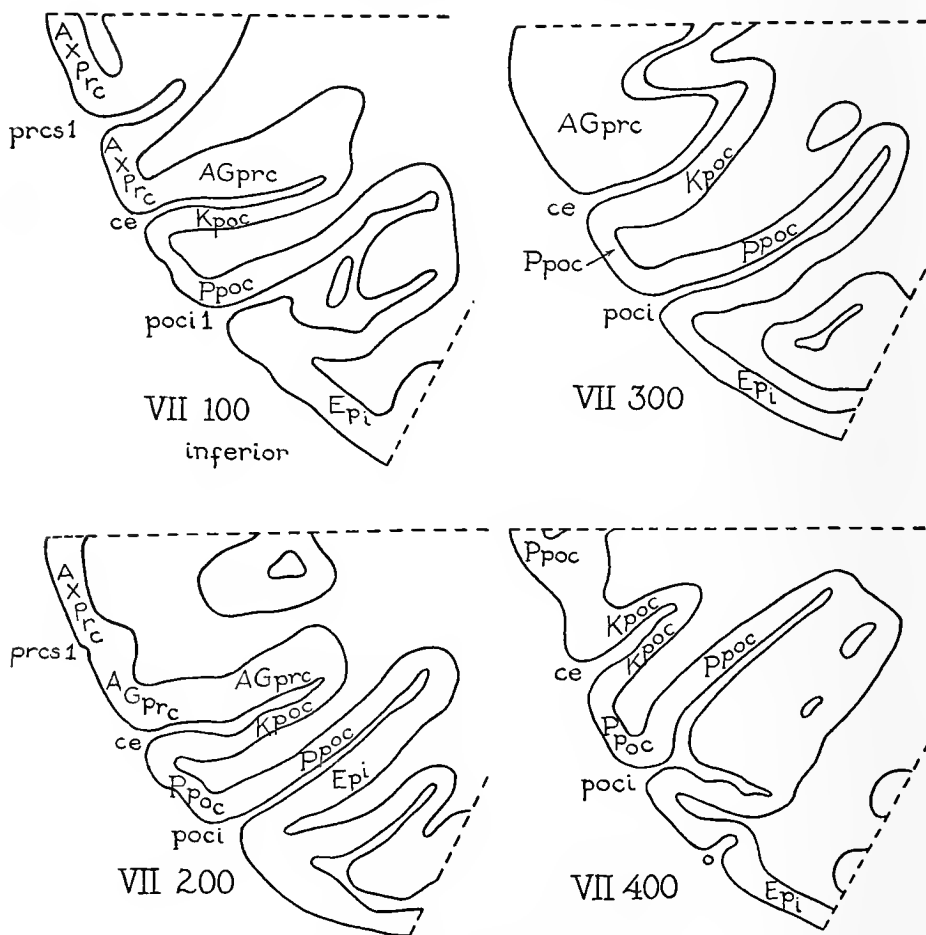 AXprc
prcs1
AXprc
AGprc
ce
Kpoc
Ppoc
poci1
Epi
VII 100
inferior
AGprc
Kpoc
ce
Ppoc
Ppoc
poci
Epi
VII 300
AXprc
prcs1
AGprc
AGprc
ce
Kpoc
Ppoc
Ppoc
Epi
poci
VII 200
Ppoc
Kpoc
Kpoc
ce
Ppoc
Ppoc
poci
Epi
VII 400